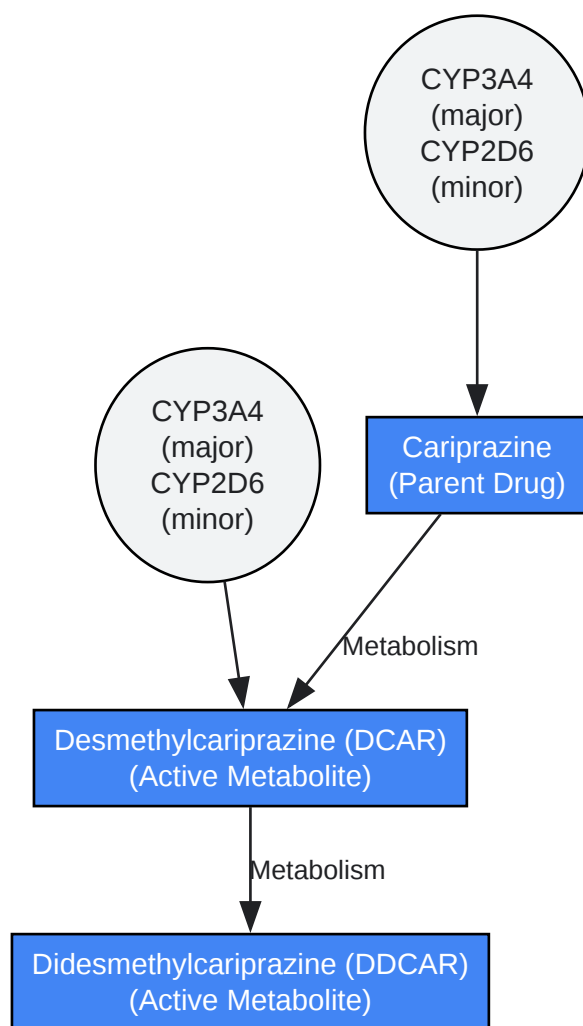 CYP3A4
(major)
CYP2D6
(minor)
CYP3A4
(major)
CYP2D6
(minor)
Cariprazine
(Parent Drug)
Metabolism
Desmethylcariprazine (DCAR)
(Active Metabolite)
Metabolism
Didesmethylcariprazine (DDCAR)
(Active Metabolite)